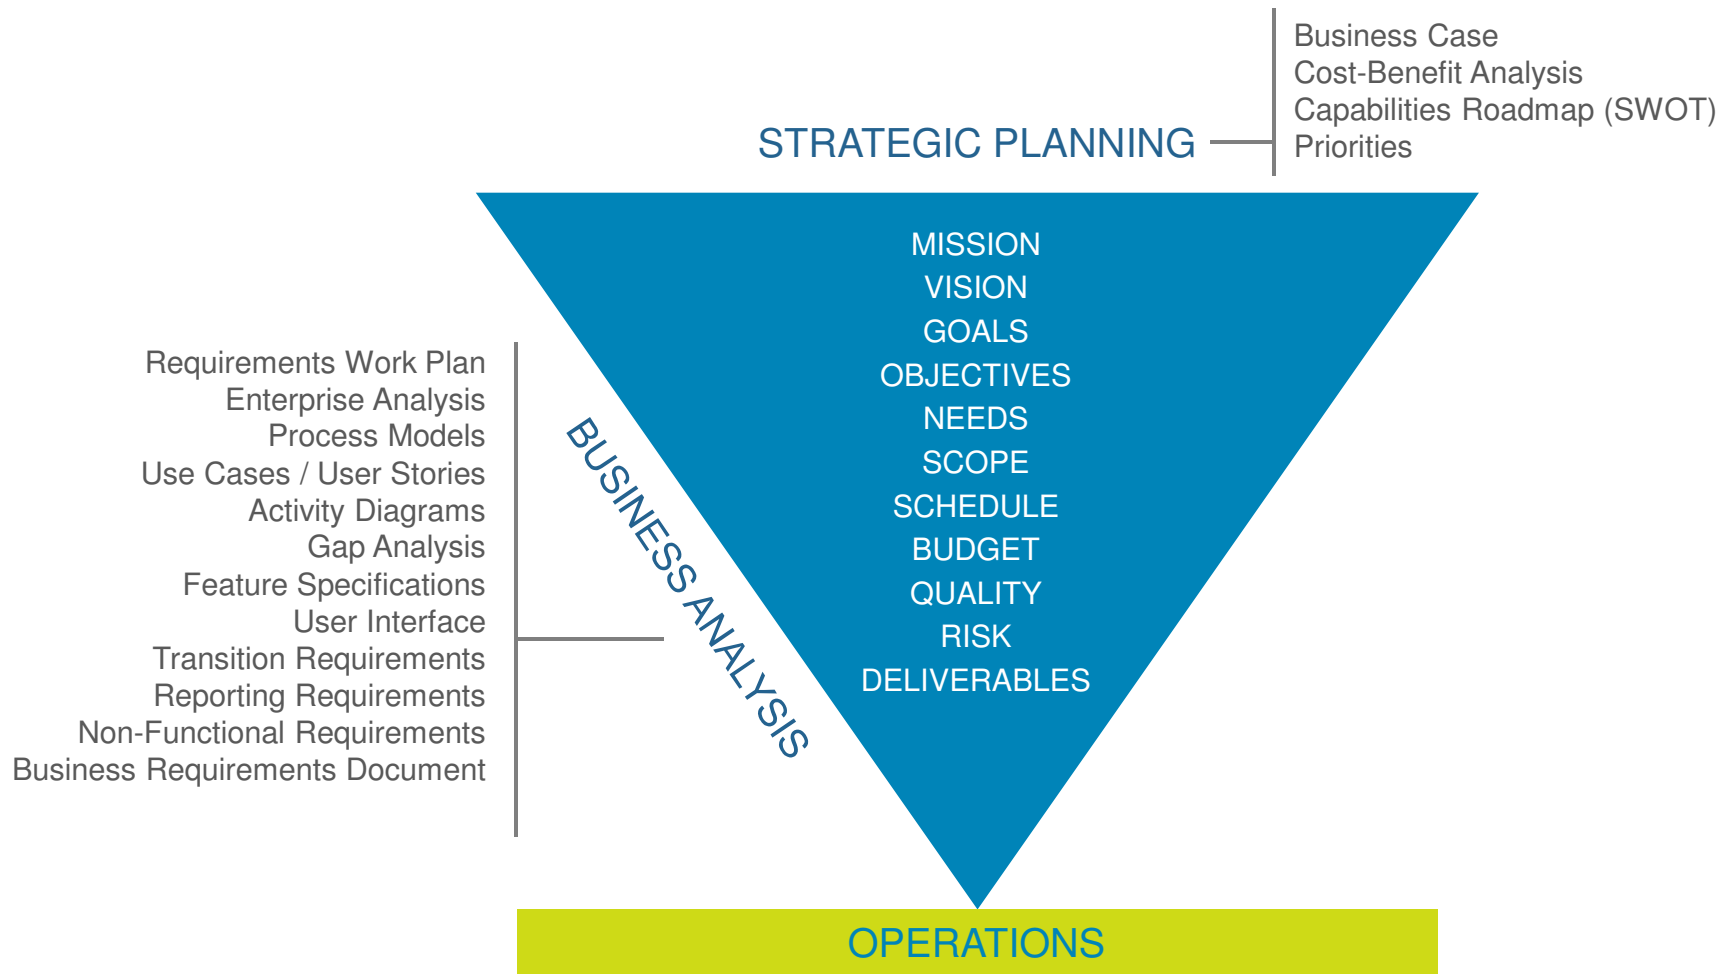 Business Case
Cost-Benefit Analysis
Capabilities Roadmap (SWOT)
Priorities
STRATEGIC PLANNING
MISSION
VISION
GOALS
OBJECTIVES
NEEDS
SCOPE
SCHEDULE
BUDGET
QUALITY
RISK
DELIVERABLES
Requirements Work Plan
Enterprise Analysis
Process Models
Use Cases / User Stories
Activity Diagrams
Gap Analysis
Feature Specifications
User Interface
Transition Requirements
Reporting Requirements
Non-Functional Requirements
Business Requirements Document
BUSINESS ANALYSIS
OPERATIONS